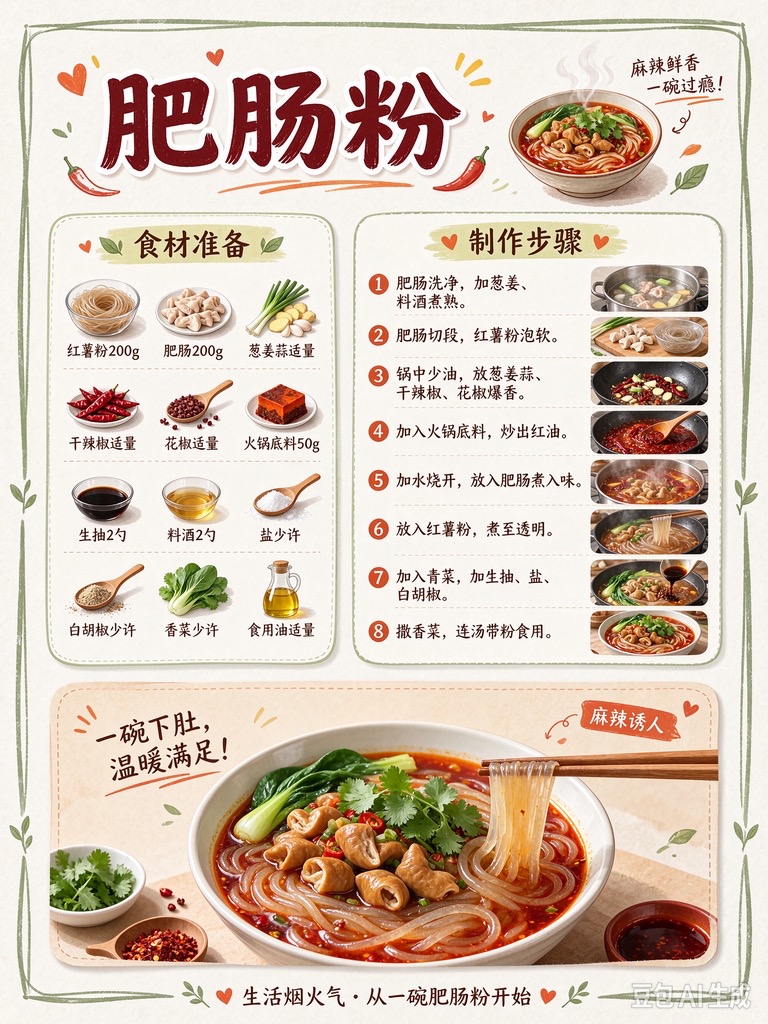 肥肠粉
麻辣鲜香
一碗过瘾！
食材准备
红薯粉200g
肥肠200g
葱姜蒜适量
干辣椒适量
花椒适量
火锅底料50g
生抽2勺
料酒2勺
盐少许
白胡椒少许
香菜少许
食用油适量
制作步骤
1 肥肠洗净，加葱姜、
料酒煮熟。
2 肥肠切段，红薯粉泡软。
3 锅中少油，放葱姜蒜、
干辣椒、花椒爆香。
4 加入火锅底料，炒出红油。
5 加水烧开，放入肥肠煮入味。
6 放入红薯粉，煮至透明。
7 加入青菜，加生抽、盐、
白胡椒。
8 撒香菜，连汤带粉食用。
一碗下肚，
温暖满足！
麻辣诱人
生活烟火气·从一碗肥肠粉开始
豆包AI生成